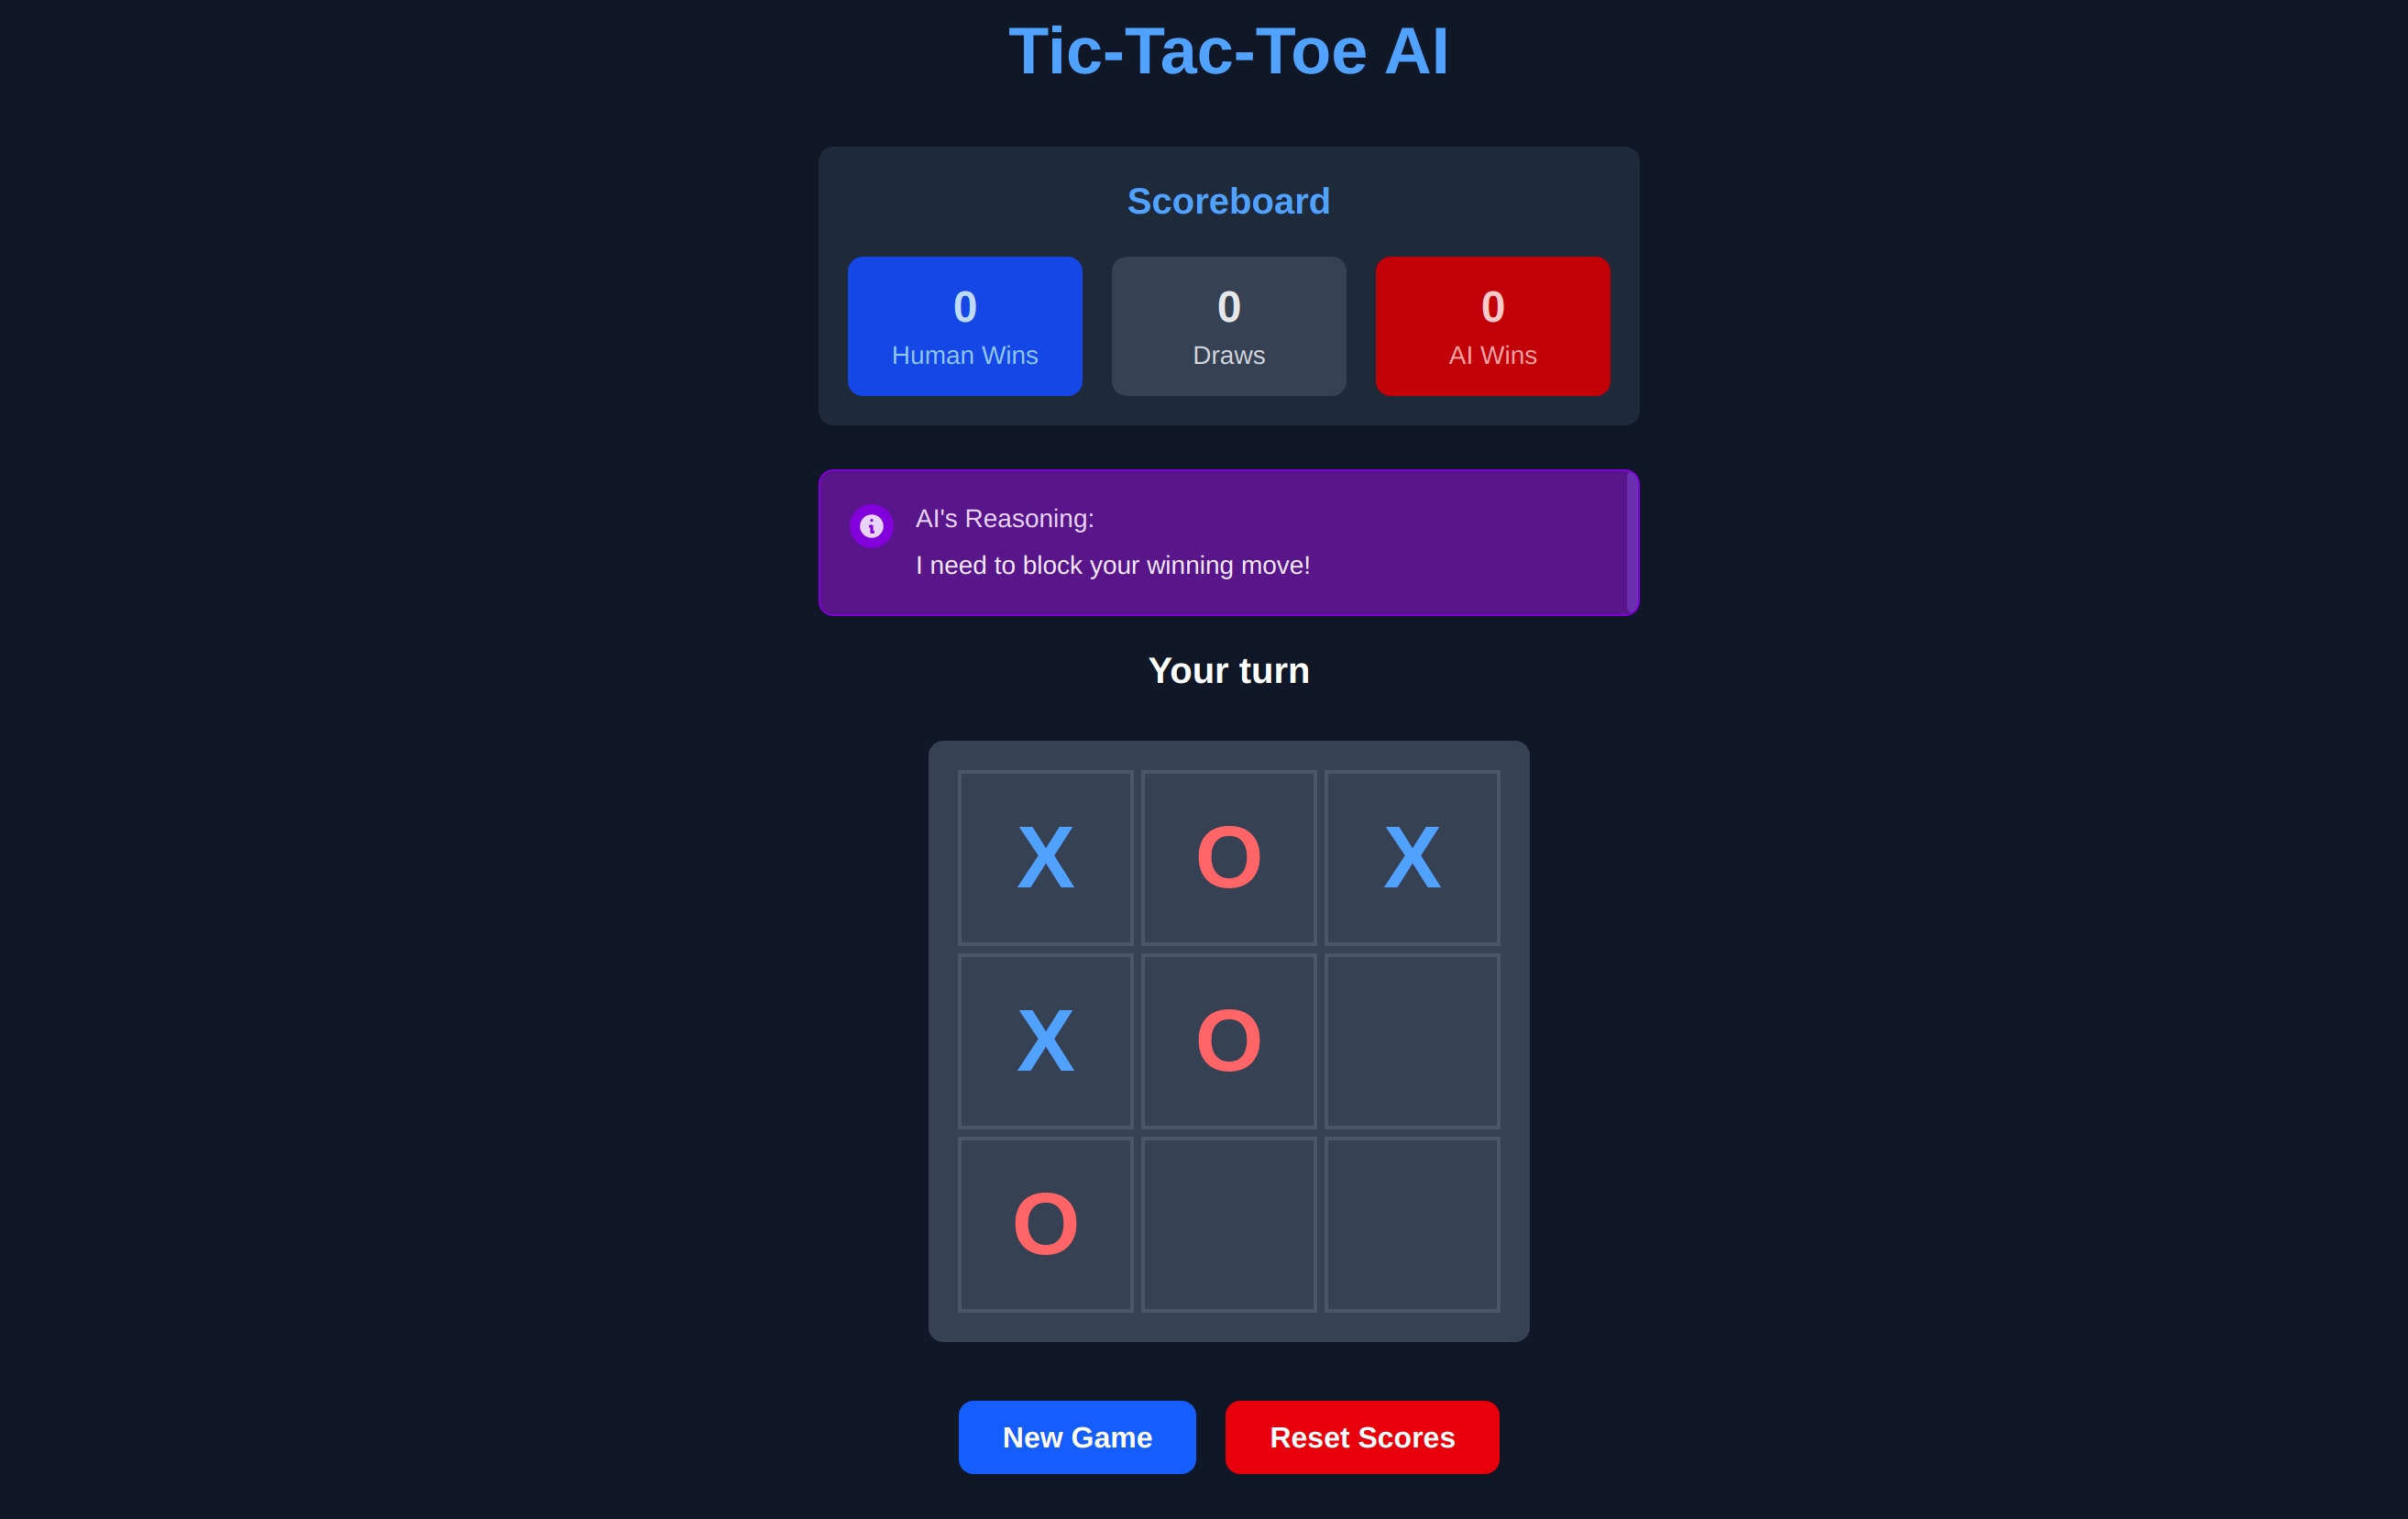 Tic-Tac-Toe AI
Scoreboard
0
Human Wins
0
Draws
0
AI Wins
AI's Reasoning:
I need to block your winning move!
Your turn
X O X
X O
O
New Game
Reset Scores